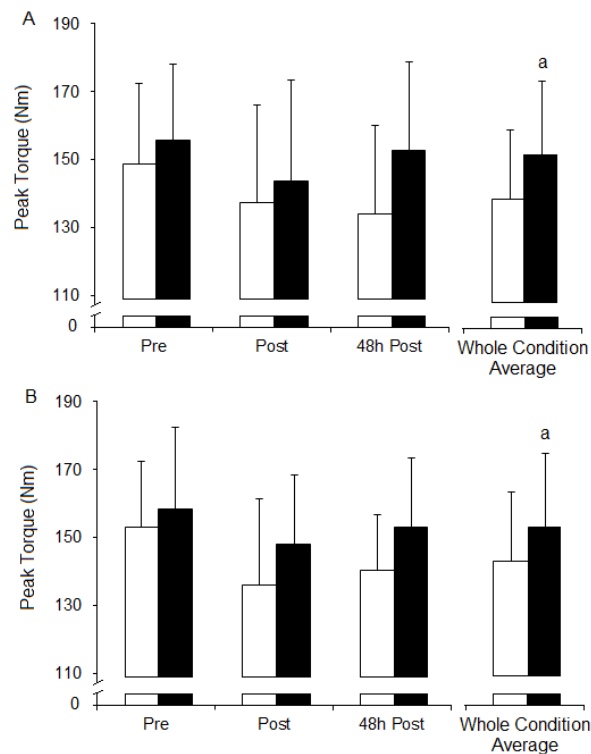 A
190
170
150
130
110
0
Peak Torque (Nm)
a
Pre Post 48h Post Whole Condition
Average
B
190
170
150
130
110
0
Peak Torque (Nm)
a
Pre Post 48h Post Whole Condition
Average